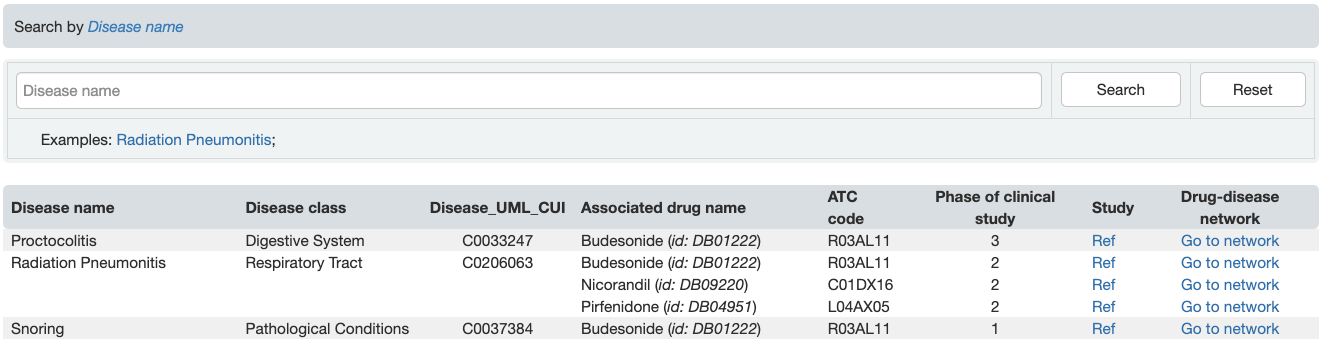 Search by Disease name
Disease name Search Reset
Examples: Radiation Pneumonitis;
Disease name Disease class Disease_UML_CUI Associated drug name ATC code Phase of clinical study Study Drug-disease network
Proctocolitis Digestive System C0033247 Budesonide (id: DB01222) R03AL11 3 Ref Go to network
Radiation Pneumonitis Respiratory Tract C0206063 Budesonide (id: DB01222) R03AL11 2 Ref Go to network
Nicorandil (id: DB09220) C01DX16 2 Ref Go to network
Pirfenidone (id: DB04951) L04AX05 2 Ref Go to network
Snoring Pathological Conditions C0037384 Budesonide (id: DB01222) R03AL11 1 Ref Go to network